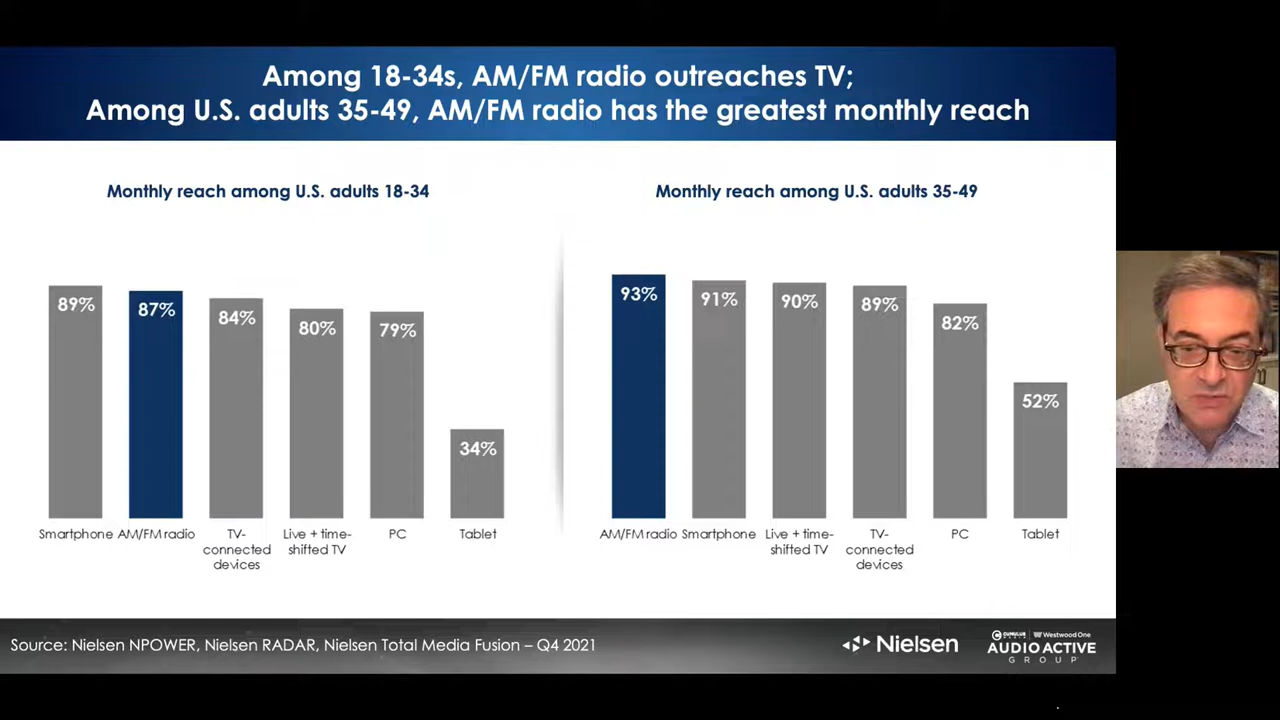 Among 18-34s, AM/FM radio outreaches TV;
Among U.S. adults 35-49, AM/FM radio has the greatest monthly reach
Monthly reach among U.S. adults 18-34
89%
87%
84%
80%
79%
34%
Smartphone
AM/FM radio
TV-
connected
devices
Live + time-
shifted TV
PC
Tablet
Monthly reach among U.S. adults 35-49
93%
91%
90%
89%
82%
52%
AM/FM radio
Smartphone
Live + time-
shifted TV
TV-
connected
devices
PC
Tablet
Source: Nielsen NPOWER, Nielsen RADAR, Nielsen Total Media Fusion – Q4 2021
Nielsen
CUMULUS MEDIA
Westwood One
AUDIO ACTIVE
GROUP